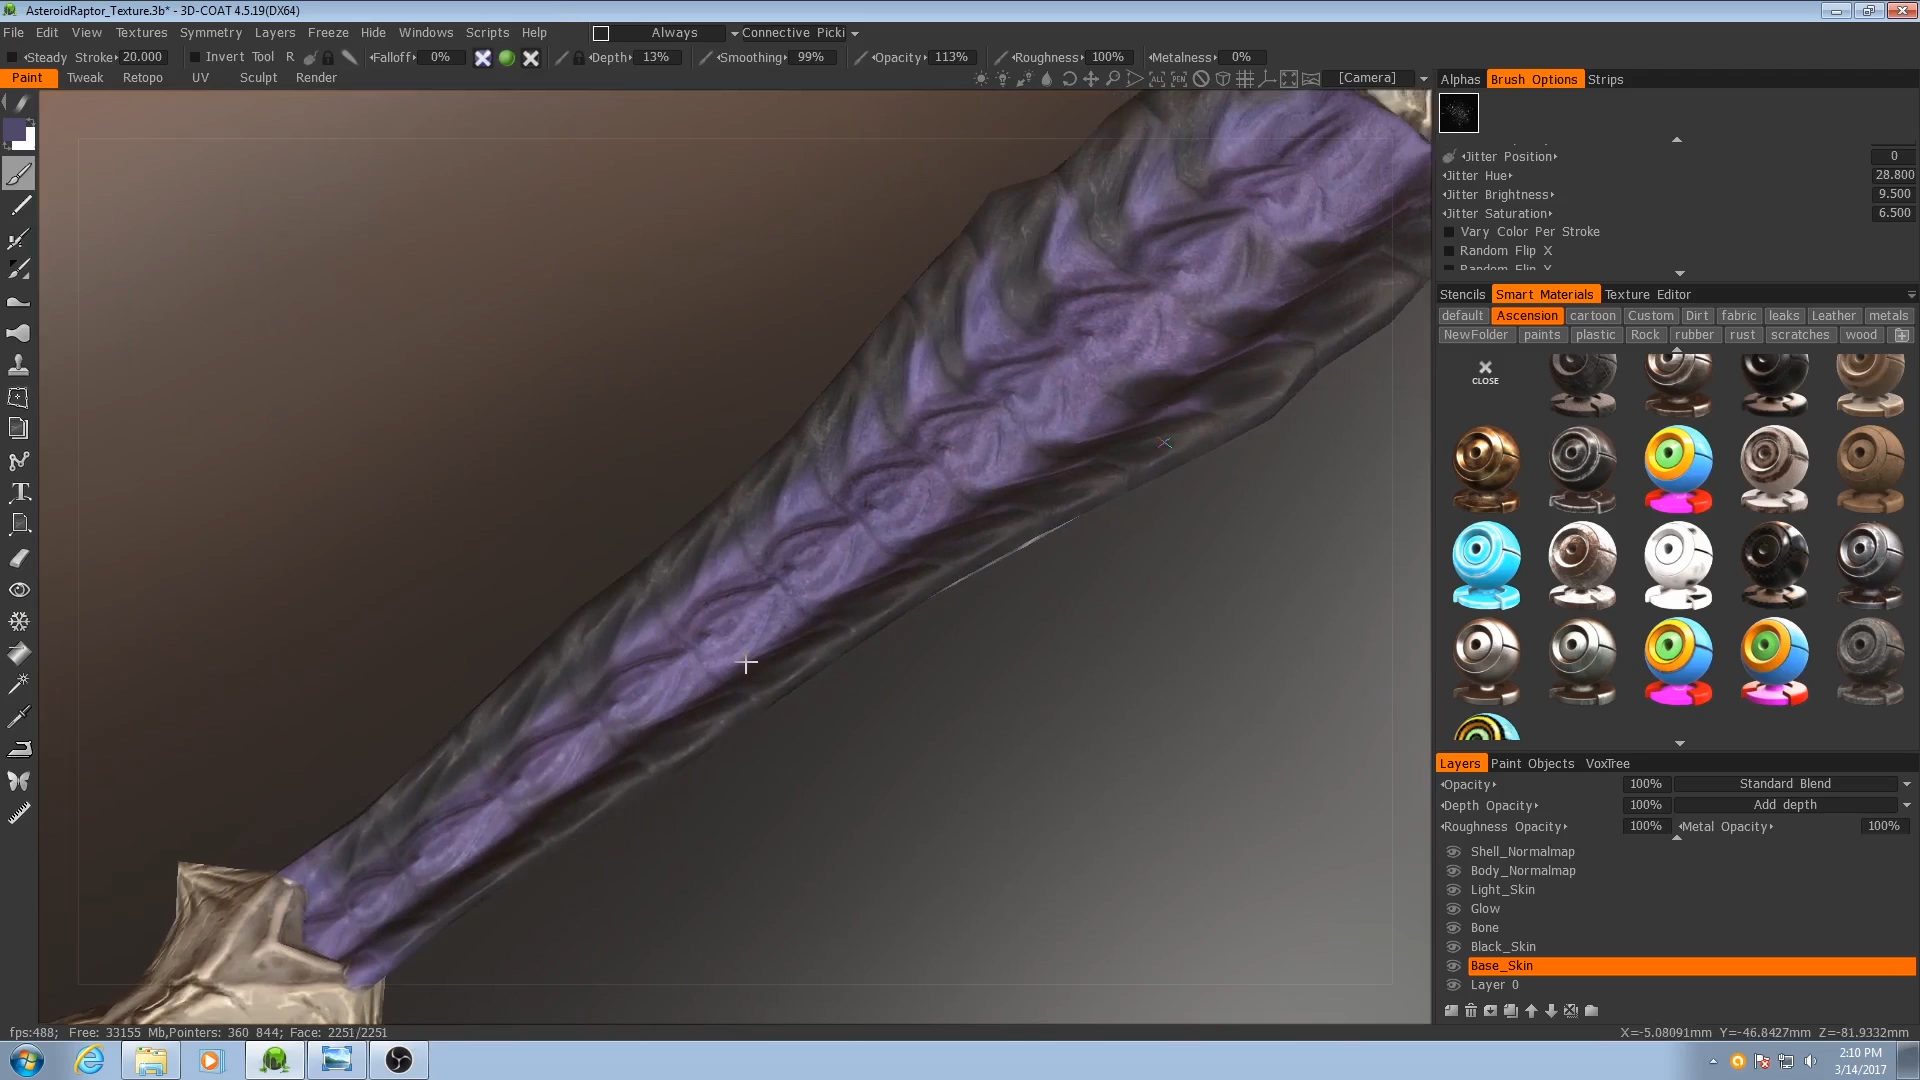 AsteroidRaptor_Texture.3b* - 3D-COAT 4.5.19(DX64)
File Edit View Textures Symmetry Layers Freeze Hide Windows Scripts Help Always Connective Picki
Steady Stroke 20.000 Invert Tool R Falloff 0% Depth 13% Smoothing 99% Opacity 113% Roughness 100% Metalness 0%
Paint Tweak Retopo UV Sculpt Render [Camera]
Alphas Brush Options Strips
Jitter Position 0
Jitter Hue 28.800
Jitter Brightness 9.500
Jitter Saturation 6.500
Vary Color Per Stroke
Random Flip X
Random Flip Y
Stencils Smart Materials Texture Editor
default Ascension cartoon Custom Dirt fabric leaks Leather metals
NewFolder paints plastic Rock rubber rust scratches wood
CLOSE
Layers Paint Objects VoxTree
Opacity 100% Standard Blend
Depth Opacity 100% Add depth
Roughness Opacity 100% Metal Opacity 100%
Shell_Normalmap
Body_Normalmap
Light_Skin
Glow
Bone
Black_Skin
Base_Skin
Layer 0
fps:488; Free: 33155 Mb,Pointers: 360 844; Face: 2251/2251 X=-5.08091mm Y=-46.8427mm Z=-81.9332mm
2:10 PM
3/14/2017